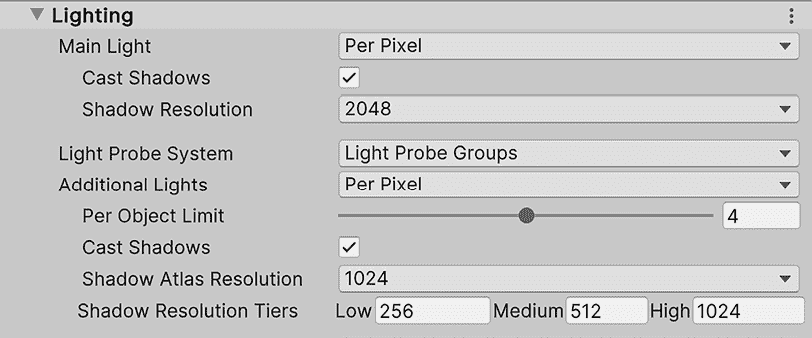 Lighting
Main Light Per Pixel
Cast Shadows
Shadow Resolution 2048
Light Probe System Light Probe Groups
Additional Lights Per Pixel
Per Object Limit 4
Cast Shadows
Shadow Atlas Resolution 1024
Shadow Resolution Tiers Low 256 Medium 512 High 1024